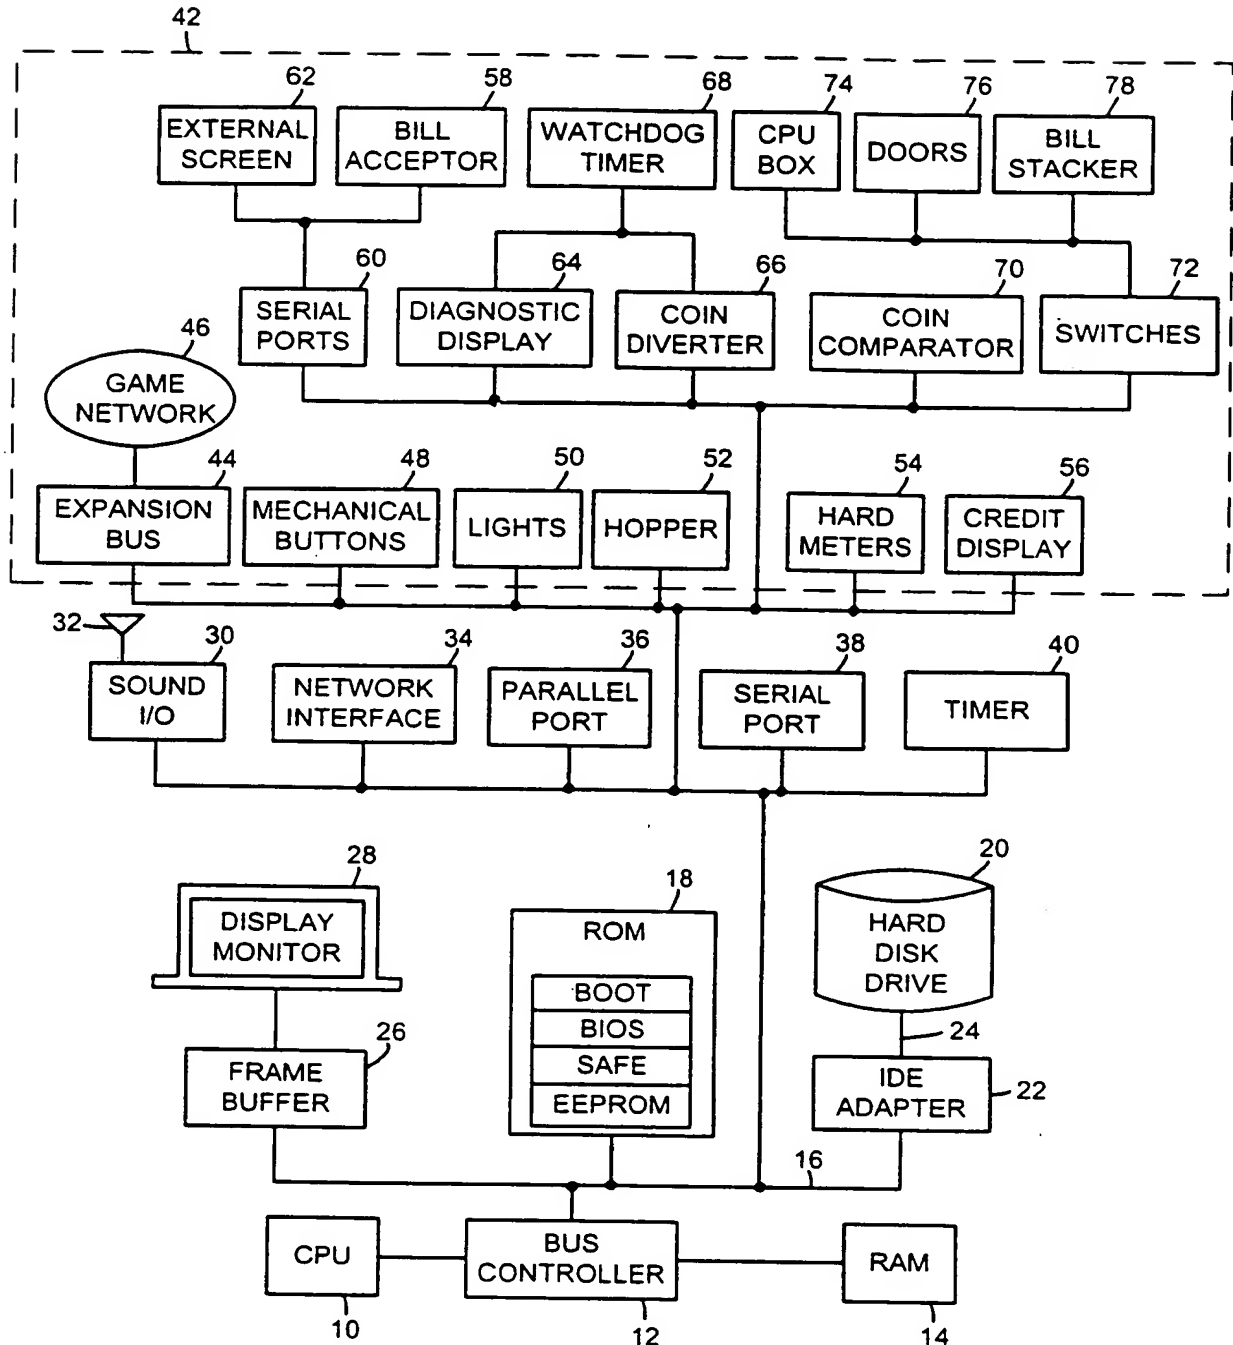 42
62
58
68
74
76
78
EXTERNAL
SCREEN
BILL
ACCEPTOR
WATCHDOG
TIMER
CPU
BOX
DOORS
BILL
STACKER
60
64
66
70
72
SERIAL
PORTS
DIAGNOSTIC
DISPLAY
COIN
DIVERTER
COIN
COMPARATOR
SWITCHES
46
GAME
NETWORK
44
48
50
52
54
56
EXPANSION
BUS
MECHANICAL
BUTTONS
LIGHTS
HOPPER
HARD
METERS
CREDIT
DISPLAY
32
30
34
36
38
40
SOUND
I/O
NETWORK
INTERFACE
PARALLEL
PORT
SERIAL
PORT
TIMER
28
18
20
DISPLAY
MONITOR
ROM
BOOT
BIOS
SAFE
EEPROM
HARD
DISK
DRIVE
26
24
FRAME
BUFFER
IDE
ADAPTER
22
16
CPU
BUS
CONTROLLER
RAM
10
12
14